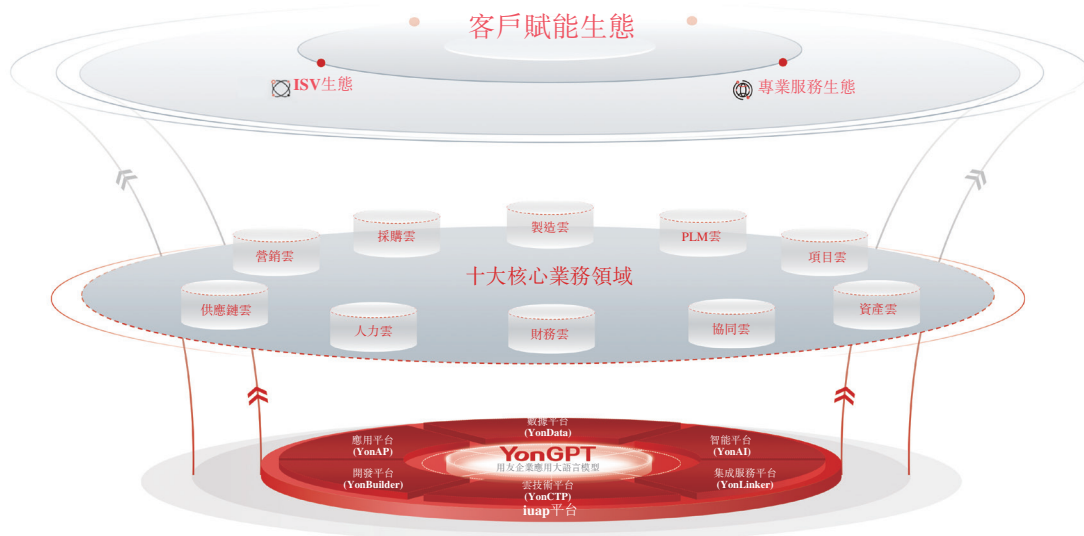 客戶賦能生態
ISV生態
專業服務生態
製造雲
採購雲
PLM雲
營銷雲
項目雲
十大核心業務領域
供應鏈雲
資產雲
人力雲
財務雲
協同雲
數據平台
(YonData)
應用平台
(YonAP)
智能平台
(YonAI)
YonGPT
用友企業應用大語言模型
開發平台
(YonBuilder)
集成服務平台
(YonLinker)
雲技術平台
(YonCTP)
iuap平台